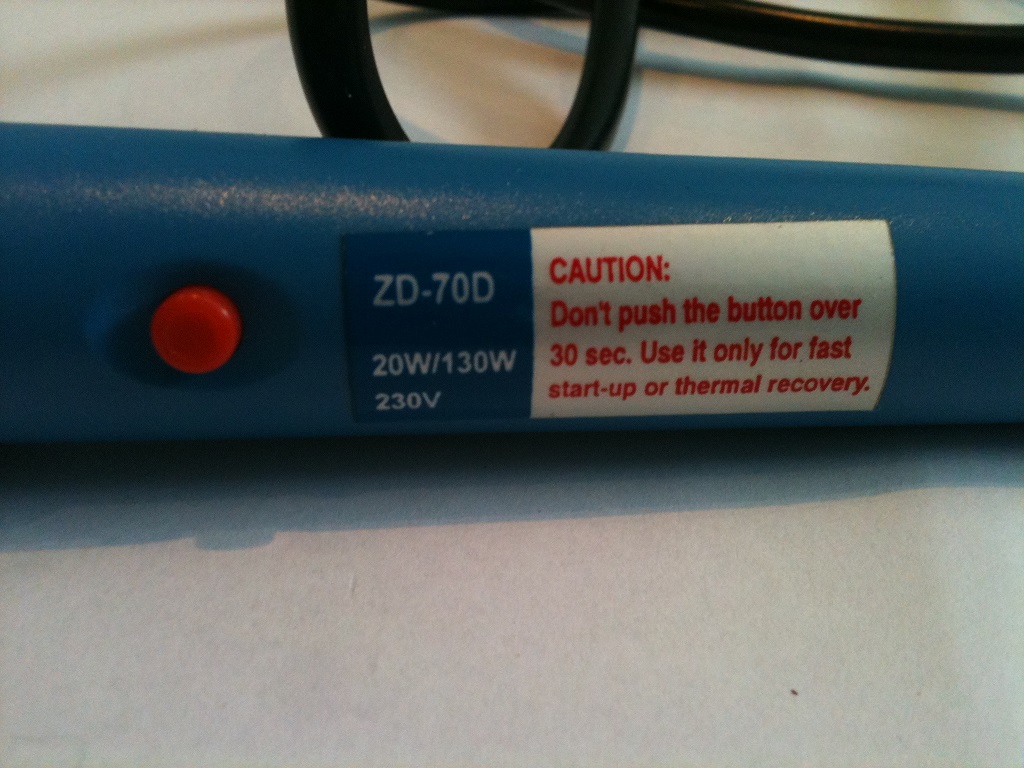 ZD-70D
20W/130W
230V
CAUTION:
Don't push the button over
30 sec. Use it only for fast
start-up or thermal recovery.